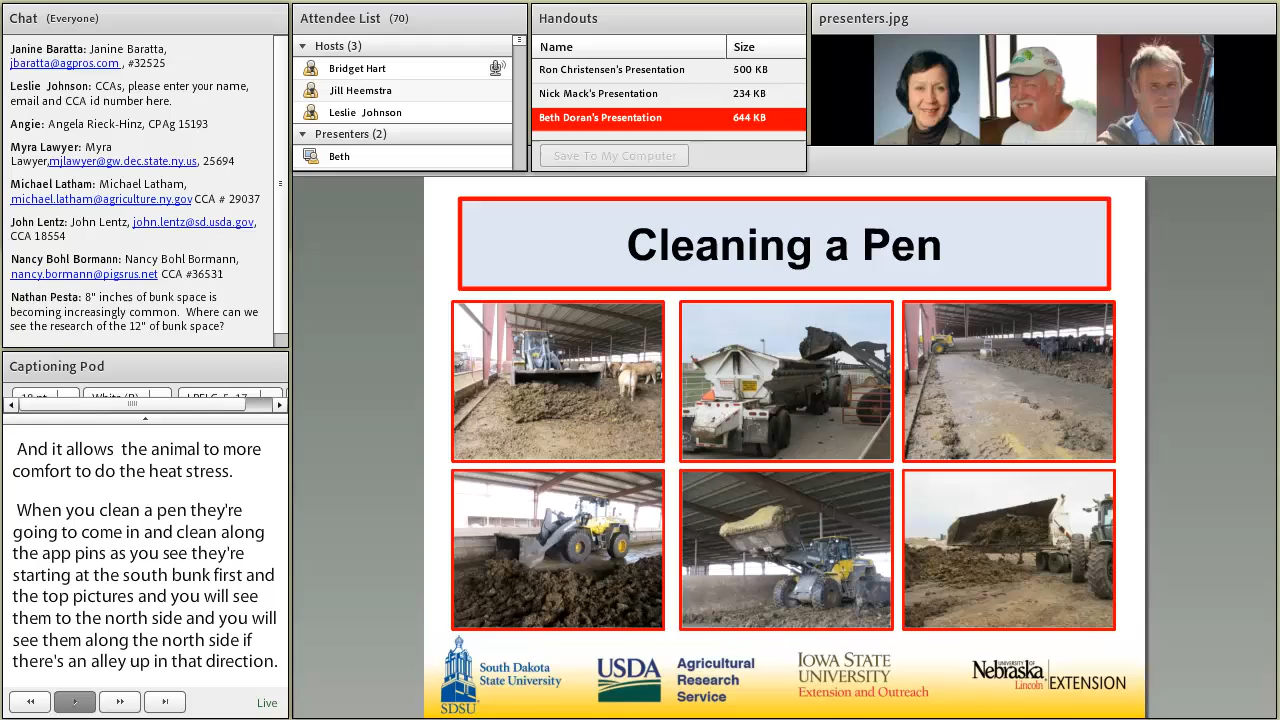 Chat (Everyone)
Janine Baratta: Janine Baratta,
jbaratta@agpros.com , #32525
Leslie Johnson: CCAs, please enter your name,
email and CCA id number here.
Angie: Angela Rieck-Hinz, CPAg 15193
Myra Lawyer: Myra
Lawyer,mjlawyer@gw.dec.state.ny.us, 25694
Michael Latham: Michael Latham,
michael.latham@agriculture.ny.gov CCA # 29037
John Lentz: John Lentz, john.lentz@sd.usda.gov,
CCA 18554
Nancy Bohl Bormann: Nancy Bohl Bormann,
nancy.bormann@pigsrus.net CCA #36531
Nathan Pesta: 8" inches of bunk space is
becoming increasingly common. Where can we
see the research of the 12" of bunk space?
Captioning Pod
And it allows the animal to more
comfort to do the heat stress.
When you clean a pen they're
going to come in and clean along
the app pins as you see they're
starting at the south bunk first and
the top pictures and you will see
them to the north side and you will
see them along the north side if
there's an alley up in that direction.
Live
Attendee List (70)
Hosts (3)
Bridget Hart
Jill Heemstra
Leslie Johnson
Presenters (2)
Beth
Handouts
Name Size
Ron Christensen's Presentation 500 KB
Nick Mack's Presentation 234 KB
Beth Doran's Presentation 644 KB
Save To My Computer
presenters.jpg
Cleaning a Pen
SDSU
South Dakota
State University
USDA
Agricultural
Research
Service
IOWA STATE
UNIVERSITY
Extension and Outreach
UNIVERSITY OF
Nebraska
Lincoln
EXTENSION